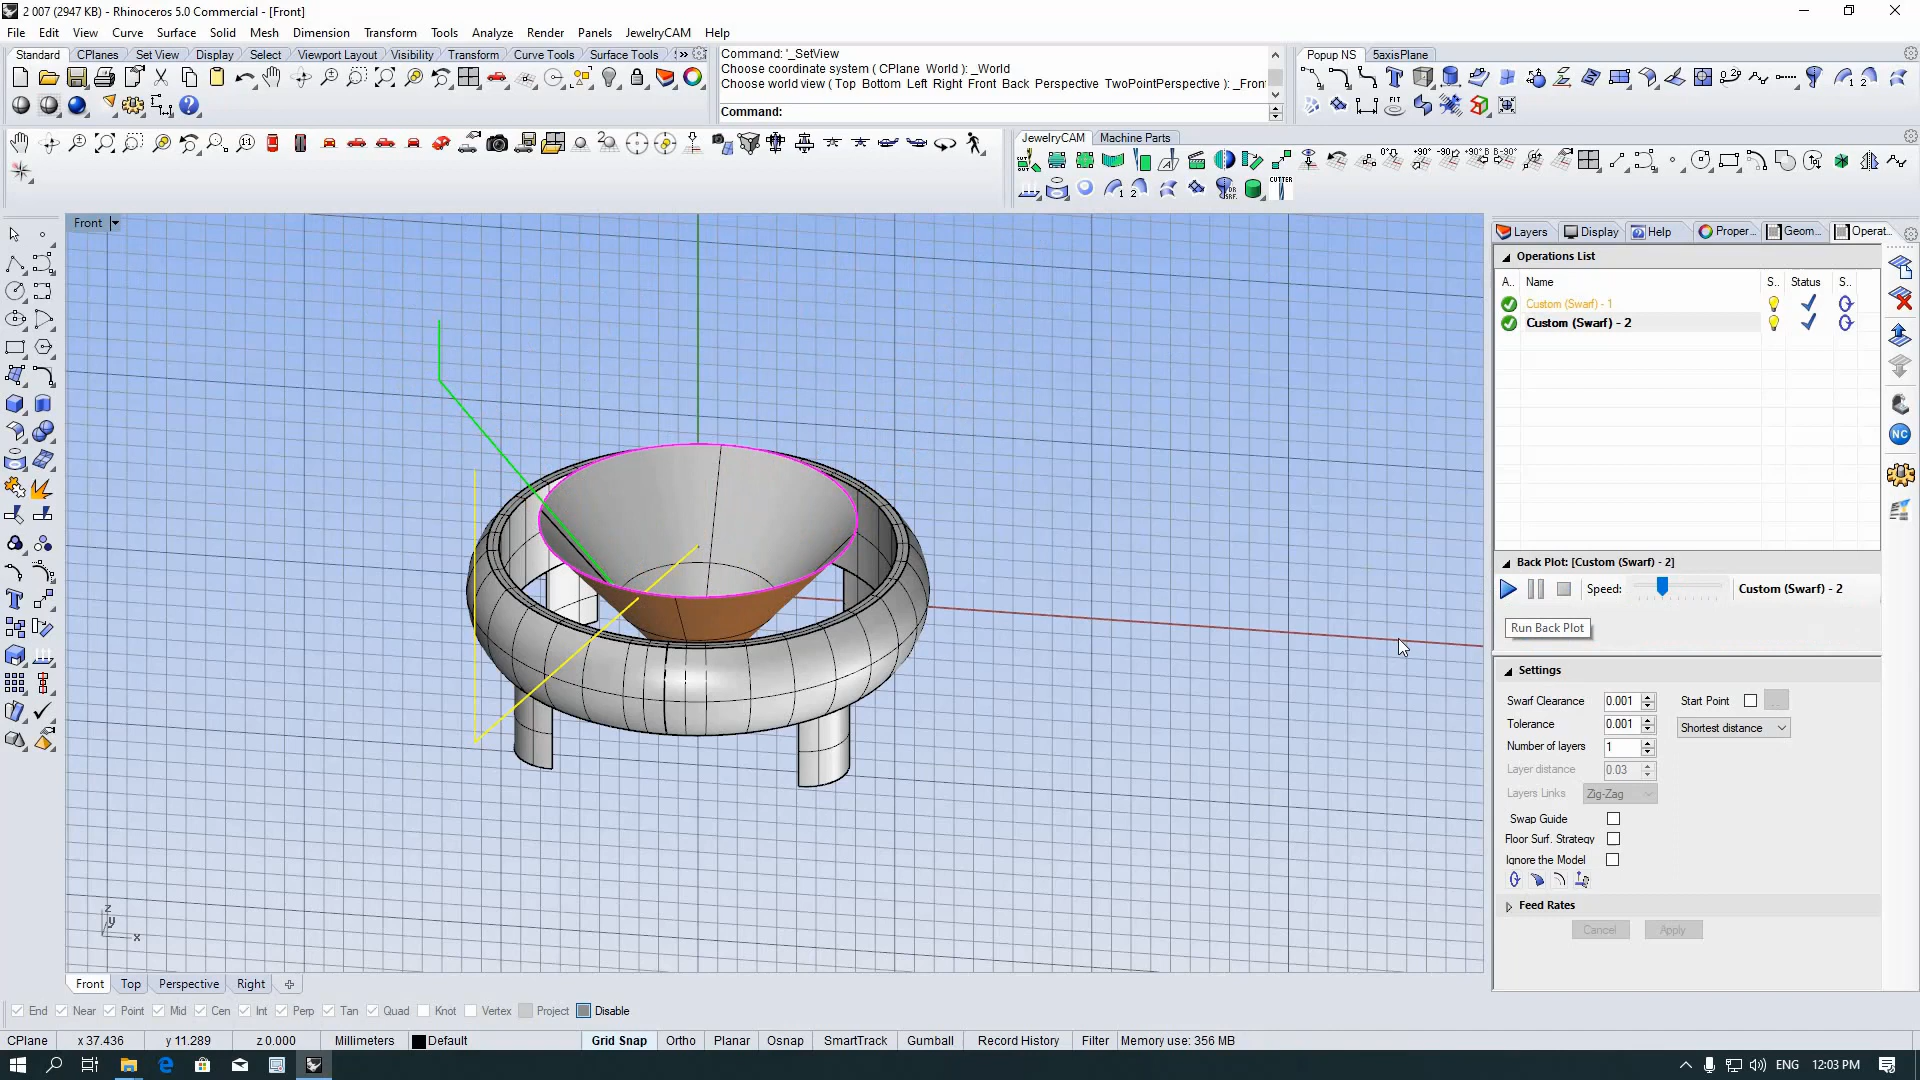 2 007 (2947 KB) - Rhinoceros 5.0 Commercial - [Front]
File Edit View Curve Surface Solid Mesh Dimension Transform Tools Analyze Render Panels JewelryCAM Help
Standard CPlanes Set View Display Select Viewport Layout Visibility Transform Curve Tools Surface Tools
Command: '_SetView
Choose coordinate system ( CPlane World ): _World
Choose world view ( Top Bottom Left Right Front Back Perspective TwoPointPerspective ): _Fron
Command:
Popup NS 5axisPlane
JewelryCAM Machine Parts
Front
Layers Display Help Proper... Geom... Operat...
Operations List
A.. Name S.. Status S..
Custom (Swarf) - 1
Custom (Swarf) - 2
NC
Back Plot: [Custom (Swarf) - 2]
Speed: Custom (Swarf) - 2
Run Back Plot
Settings
Swarf Clearance 0.001 Start Point
Tolerance 0.001 Shortest distance
Number of layers 1
Layer distance 0.03
Layers Links Zig-Zag
Swap Guide
Floor Surf. Strategy
Ignore the Model
Feed Rates
Cancel Apply
z
y
x
Front Top Perspective Right
End Near Point Mid Cen Int Perp Tan Quad Knot Vertex Project Disable
CPlane x 37.436 y 11.289 z 0.000 Millimeters Default Grid Snap Ortho Planar Osnap SmartTrack Gumball Record History Filter Memory use: 356 MB
ENG 12:03 PM